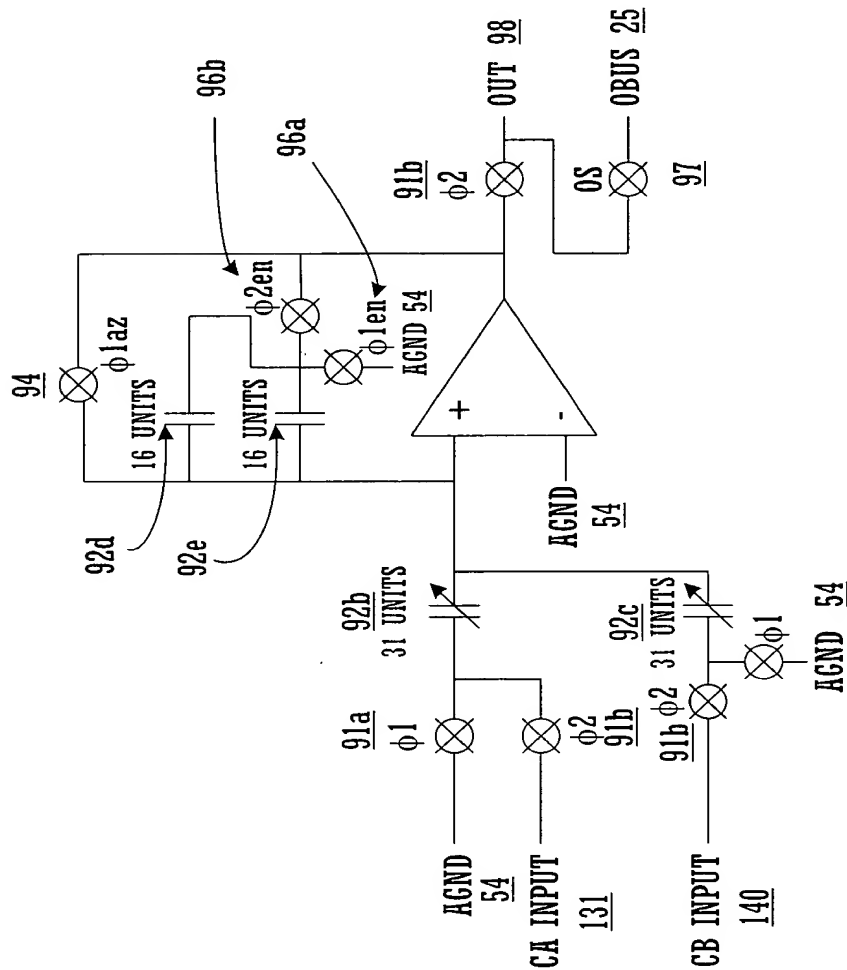 94
ϕ1az
16 UNITS
92d
16 UNITS
92e
ϕ2en
96b
ϕ1en
96a
AGND 54
+
-
AGND
54
91b
ϕ2
OUT 98
OS
OBUS 25
97
92b
31 UNITS
91a
ϕ1
AGND
54
CA INPUT
131
ϕ2
91b
92c
31 UNITS
ϕ2
91b
ϕ1
AGND 54
CB INPUT
140